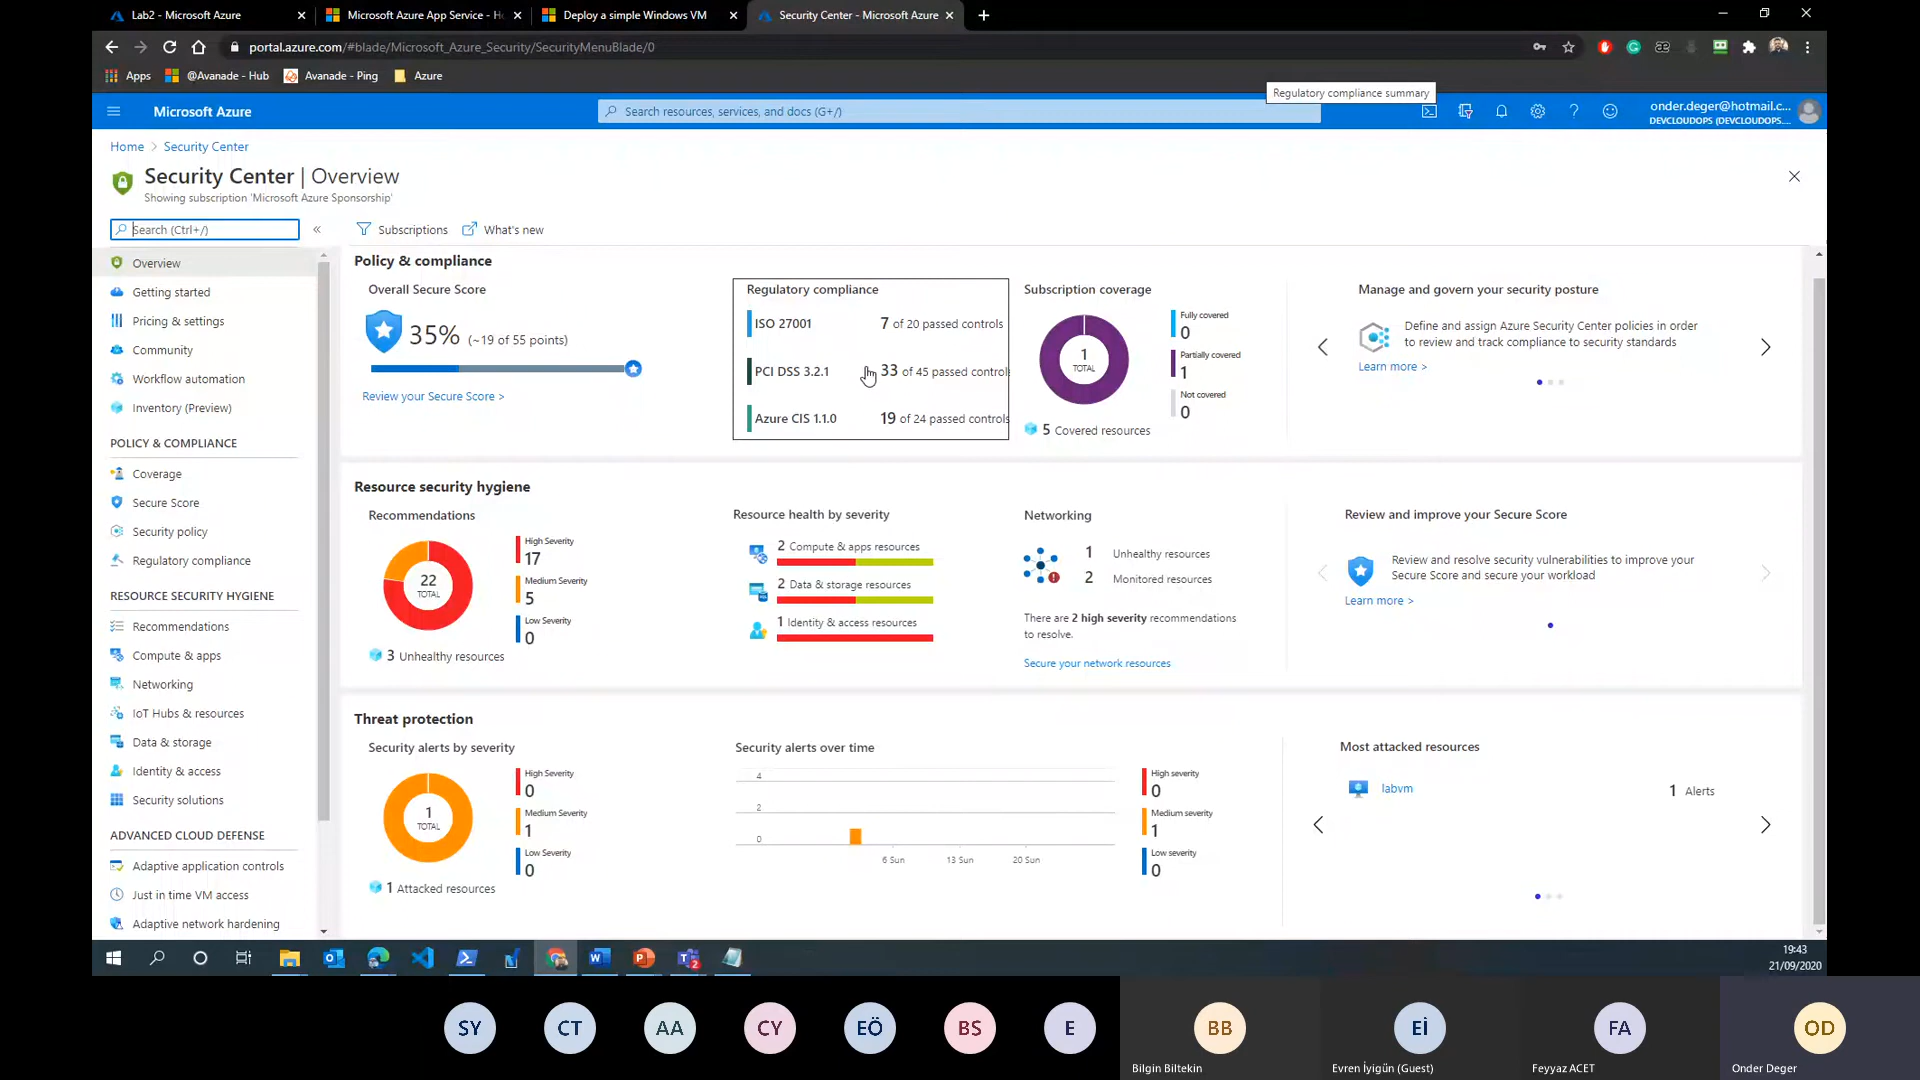 Lab2 - Microsoft Azure
Microsoft Azure App Service - H
Deploy a simple Windows VM
Security Center - Microsoft Azure
portal.azure.com/#blade/Microsoft_Azure_Security/SecurityMenuBlade/0
Apps
@Avanade - Hub
Avanade - Ping
Azure
Regulatory compliance summary
Microsoft Azure
Search resources, services, and docs (G+/)
onder.deger@hotmail.c...
DEVCLOUDOPS (DEVCLOUDOPS....
Home > Security Center
Security Center | Overview
Showing subscription 'Microsoft Azure Sponsorship'
Search (Ctrl+/)
«
Subscriptions
What's new
Overview
Getting started
Pricing & settings
Community
Workflow automation
Inventory (Preview)
POLICY & COMPLIANCE
Coverage
Secure Score
Security policy
Regulatory compliance
RESOURCE SECURITY HYGIENE
Recommendations
Compute & apps
Networking
IoT Hubs & resources
Data & storage
Identity & access
Security solutions
ADVANCED CLOUD DEFENSE
Adaptive application controls
Just in time VM access
Adaptive network hardening
Policy & compliance
Overall Secure Score
35% (~19 of 55 points)
Review your Secure Score >
Regulatory compliance
ISO 27001 7 of 20 passed controls
PCI DSS 3.2.1 33 of 45 passed control
Azure CIS 1.1.0 19 of 24 passed controls
Subscription coverage
1
TOTAL
Fully covered
0
Partially covered
1
Not covered
0
5 Covered resources
Manage and govern your security posture
Define and assign Azure Security Center policies in order
to review and track compliance to security standards
Learn more >
Resource security hygiene
Recommendations
22
TOTAL
High Severity
17
Medium Severity
5
Low Severity
0
3 Unhealthy resources
Resource health by severity
2 Compute & apps resources
2 Data & storage resources
1 Identity & access resources
Networking
1 Unhealthy resources
2 Monitored resources
There are 2 high severity recommendations
to resolve.
Secure your network resources
Review and improve your Secure Score
Review and resolve security vulnerabilities to improve your
Secure Score and secure your workload
Learn more >
Threat protection
Security alerts by severity
1
TOTAL
High Severity
0
Medium Severity
1
Low Severity
0
1 Attacked resources
Security alerts over time
4
2
0
6 Sun
13 Sun
20 Sun
High severity
0
Medium severity
1
Low severity
0
Most attacked resources
labvm
1 Alerts
2
19:43
21/09/2020
SY
CT
AA
CY
EÖ
BS
E
BB
Eİ
FA
OD
Bilgin Biltekin
Evren İyigün (Guest)
Feyyaz ACET
Onder Deger